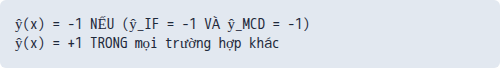 ŷ(x) = -1 NẾU (ŷ_IF = -1 VÀ ŷ_MCD = -1)
ŷ(x) = +1 TRONG mọi trường hợp khác